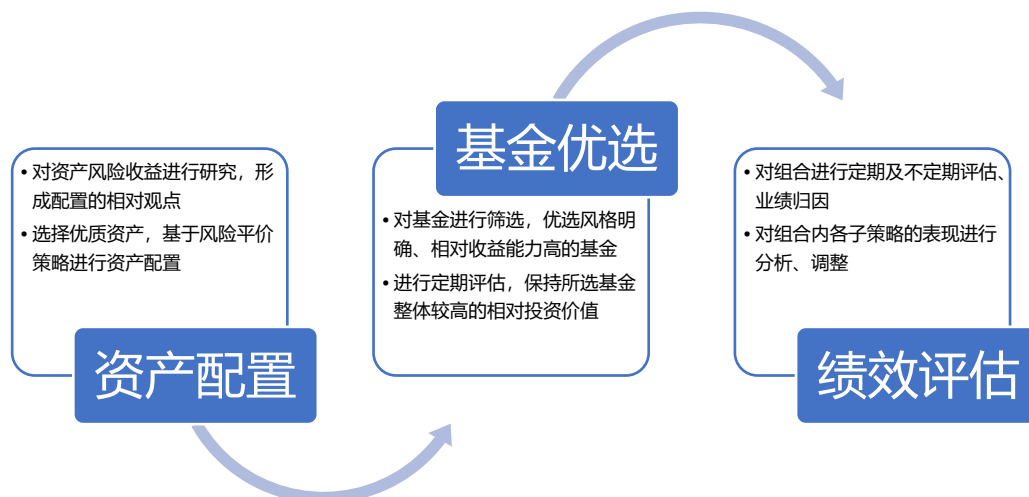 • 对资产风险收益进行研究，形
成配置的相对观点
• 选择优质资产，基于风险平价
策略进行资产配置
资产配置
基金优选
• 对基金进行筛选，优选风格明
确、相对收益能力高的基金
• 进行定期评估，保持所选基金
整体较高的相对投资价值
• 对组合进行定期及不定期评估、
业绩归因
• 对组合内各子策略的表现进行
分析、调整
绩效评估